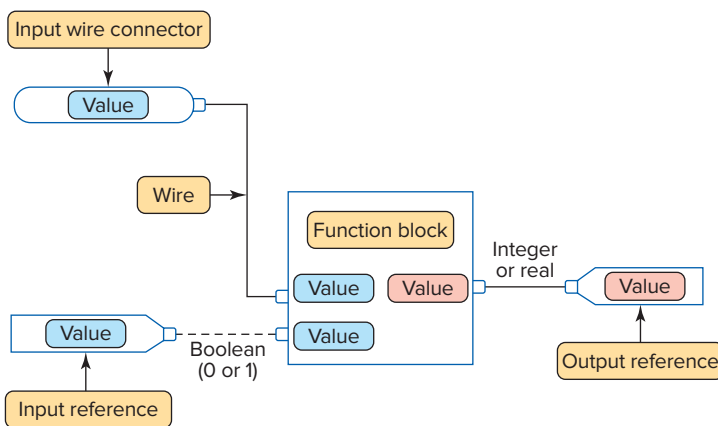 Input wire connector
Value
Wire
Function block
Integer
or real
Value
Value
Value
Value
Value
Boolean
(0 or 1)
Output reference
Input reference